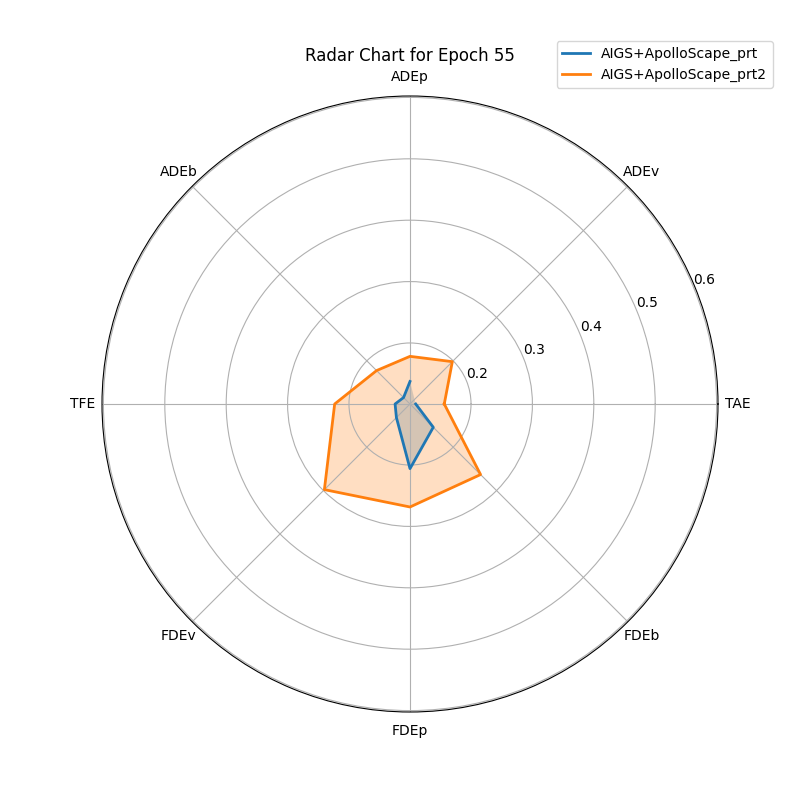 Radar Chart for Epoch 55
AIGS+ApolloScape_prt
AIGS+ApolloScape_prt2
ADEp
ADEb
ADEv
0.6
0.5
0.4
0.3
0.2
TFE
TAE
FDEv
FDEb
FDEp